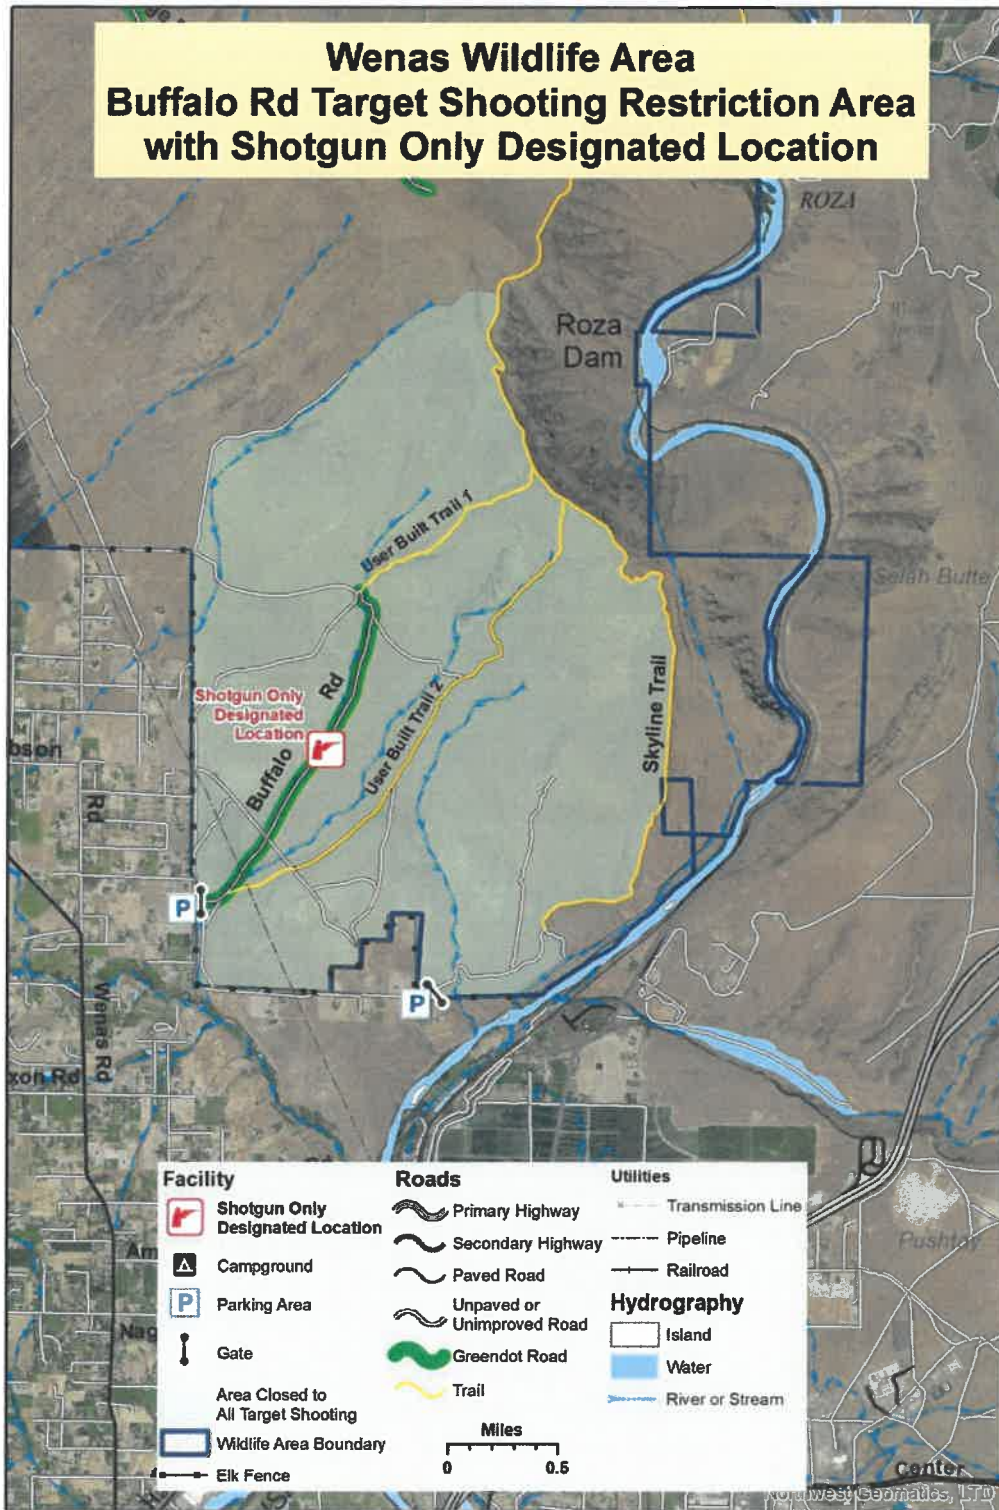 Wenas Wildlife Area
Buffalo Rd Target Shooting Restriction Area
with Shotgun Only Designated Location
ROZA
Roza
Dam
User Built Trail 1
Selah Butte
Shotgun Only
Designated
Location
Rd
Buffalo
User Built Trail 2
Skyline Trail
bson
Rd
P
P
Wenas Rd
xon Rd
Am
Nag
Pushtay
Facility
Shotgun Only
Designated Location
Campground
P Parking Area
Gate
Area Closed to
All Target Shooting
Wildlife Area Boundary
Elk Fence
Roads
Primary Highway
Secondary Highway
Paved Road
Unpaved or
Unimproved Road
Greendot Road
Trail
Miles
0 0.5
Utilities
Transmission Line
Pipeline
Railroad
Hydrography
Island
Water
River or Stream
Center
Northwest Geomatics, LTD